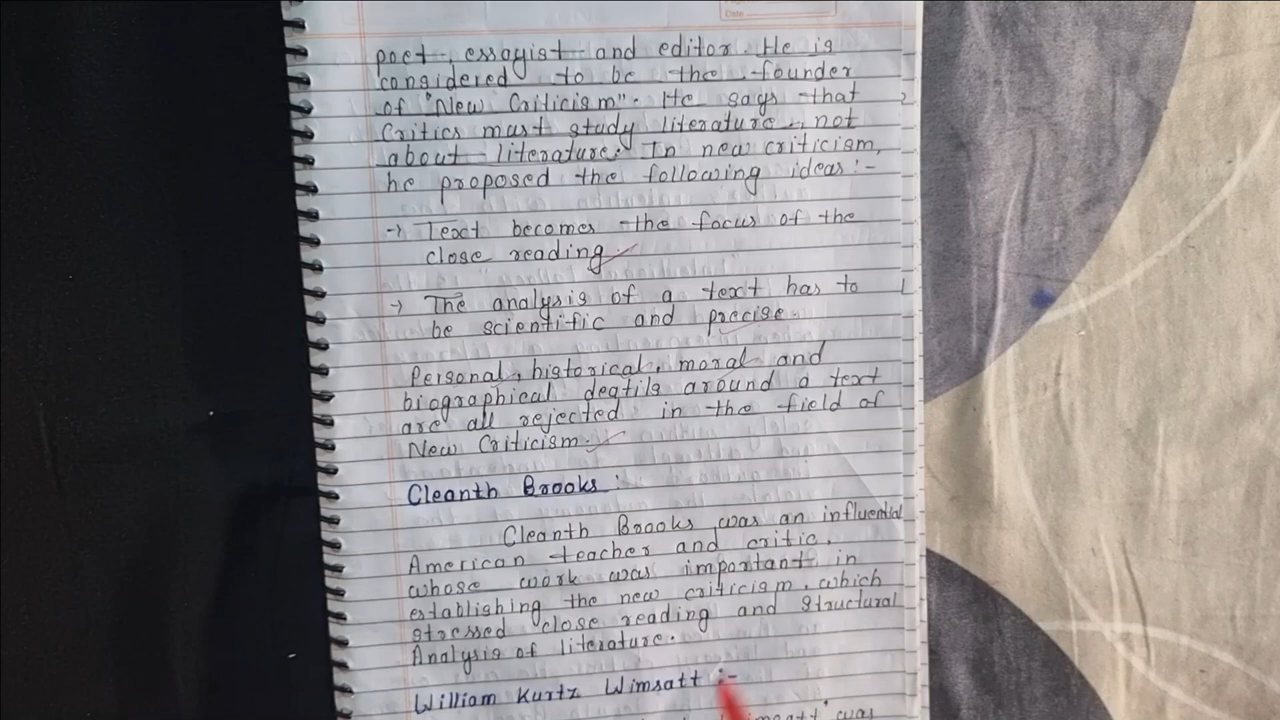 Date
poet, essayist and editor. He is
considered to be the founder
of "New Criticism". He says that
Critics must study literature, not
about literature. In new criticism,
he proposed the following ideas:-
→ Text becomes the focus of the
close reading
→ The analysis of a text has to
be scientific and precise.
Personal, historical, moral and
biographical deatils around a text
are all rejected in the field of
New Criticism.
Cleanth Brooks :
Cleanth Brooks was an influential
American teacher and critic,
whose work was important in
establishing the new criticism, which
stressed close reading and structural
Analysis of literature.
William Kurtz Wimsatt :-
was